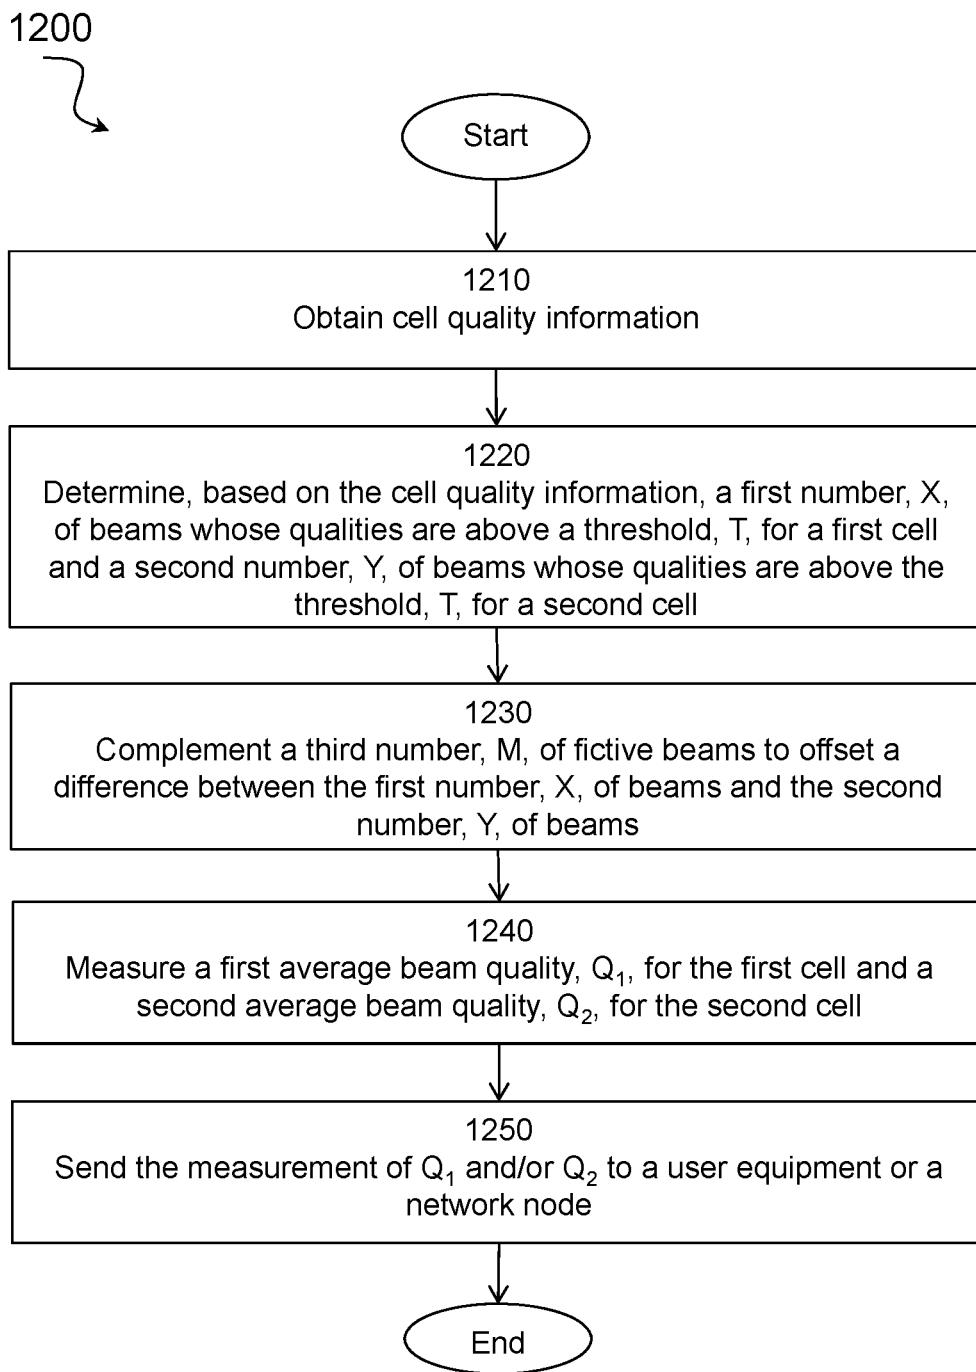 1200
Start
1210
Obtain cell quality information
1220
Determine, based on the cell quality information, a first number, X,
of beams whose qualities are above a threshold, T, for a first cell
and a second number, Y, of beams whose qualities are above the
threshold, T, for a second cell
1230
Complement a third number, M, of fictive beams to offset a
difference between the first number, X, of beams and the second
number, Y, of beams
1240
Measure a first average beam quality, Q₁, for the first cell and a
second average beam quality, Q₂, for the second cell
1250
Send the measurement of Q₁ and/or Q₂ to a user equipment or a
network node
End